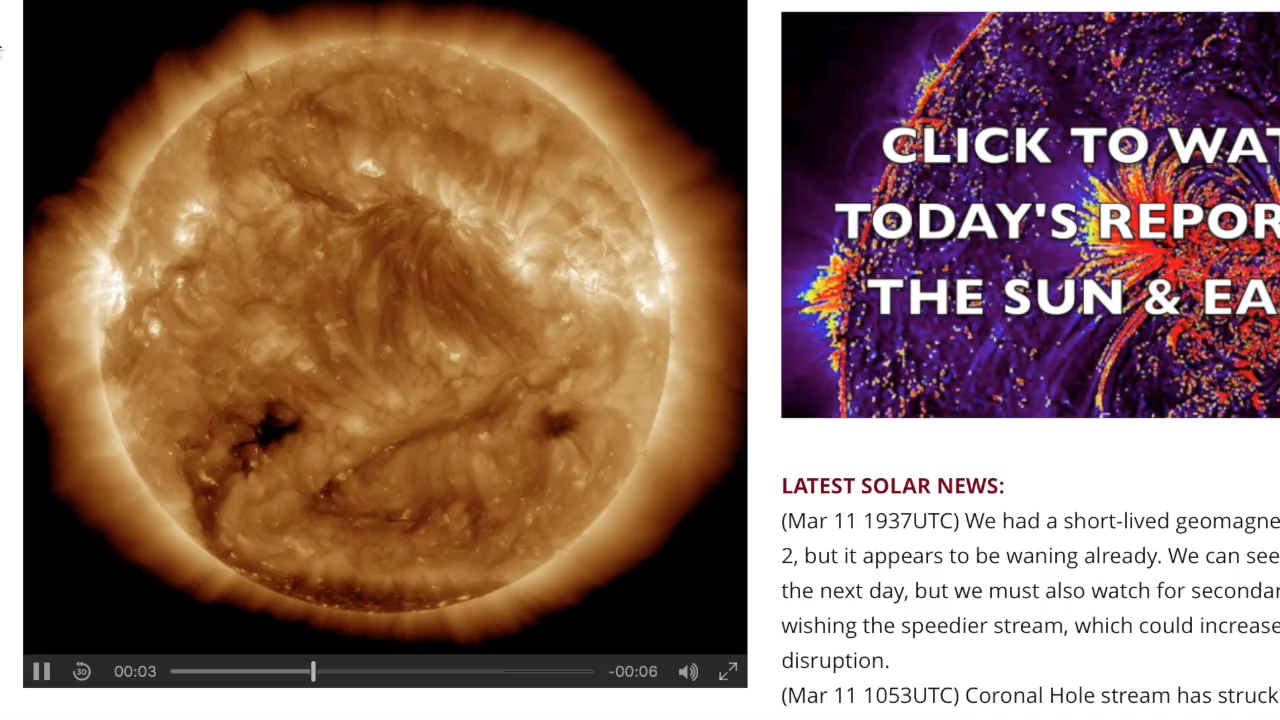 CLICK TO WAT
TODAY'S REPOR
THE SUN & EA
LATEST SOLAR NEWS:
(Mar 11 1937UTC) We had a short-lived geomagne
2, but it appears to be waning already. We can see
the next day, but we must also watch for secondar
wishing the speedier stream, which could increase
disruption.
(Mar 11 1053UTC) Coronal Hole stream has struck
30
00:03
-00:06